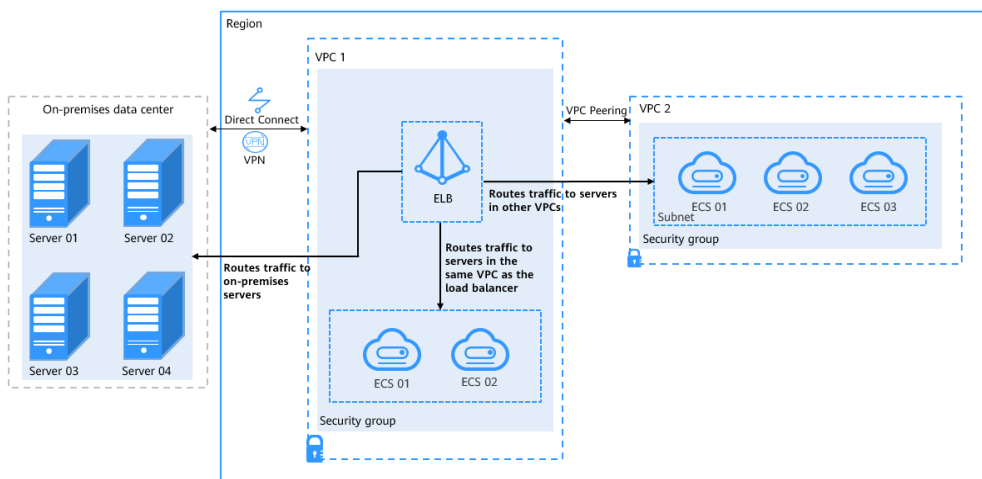 Region
VPC 1
On-premises data center
Direct Connect
VPN
VPN
VPC Peering
VPC 2
ELB
Routes traffic to servers
in other VPCs
ECS 01
ECS 02
ECS 03
Subnet
Security group
Server 01
Server 02
Routes traffic to
servers in the
same VPC as the
load balancer
Routes traffic to
on-premises
servers
Server 03
Server 04
ECS 01
ECS 02
Security group